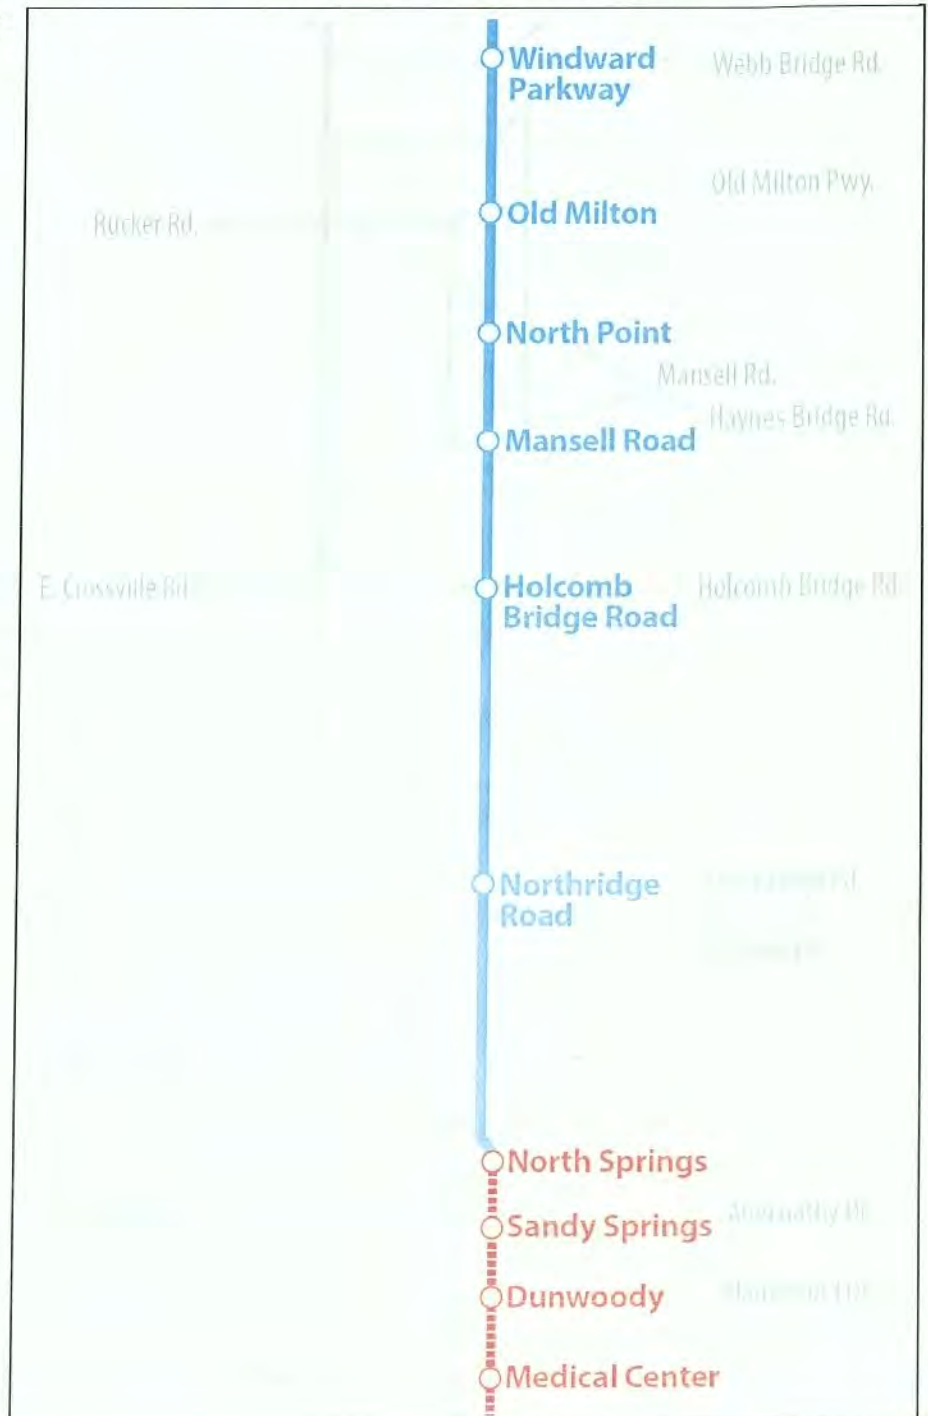 Windward
Parkway
Webb Bridge Rd.
Old Milton Pwy.
Old Milton
Rucker Rd.
North Point
Mansell Rd.
Haynes Bridge Rd.
Mansell Road
E. Crossville Rd.
Holcomb
Bridge Road
Holcomb Bridge Rd.
Northridge
Road
North Springs
Sandy Springs
Abernathy Dr.
Dunwoody
Medical Center